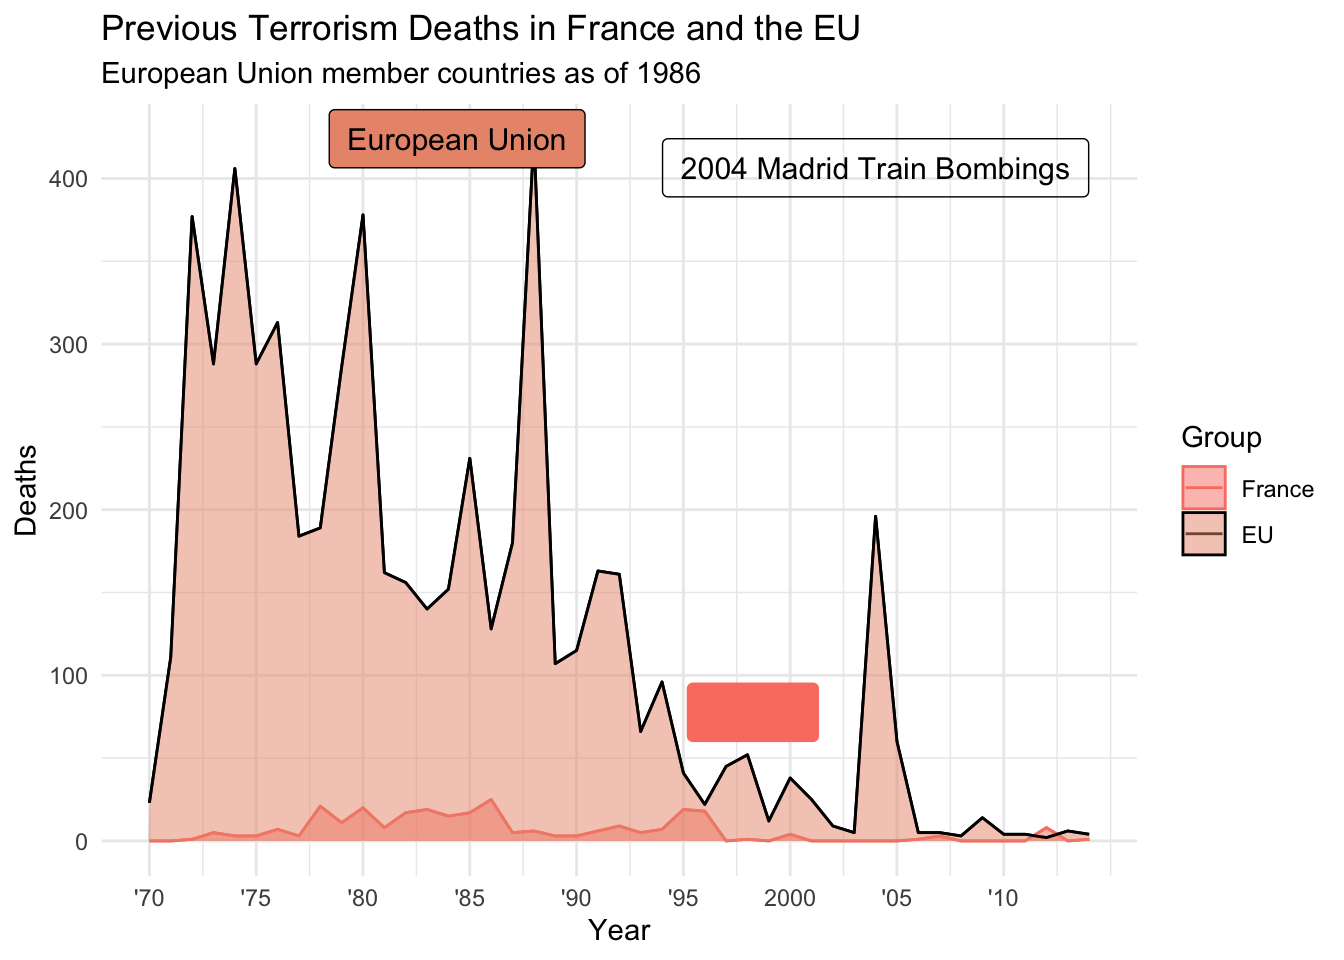 Previous Terrorism Deaths in France and the EU
European Union member countries as of 1986
European Union
2004 Madrid Train Bombings
400
300
200
100
0
Deaths
'70 '75 '80 '85 '90 '95 2000 '05 '10
Year
Group
France
EU